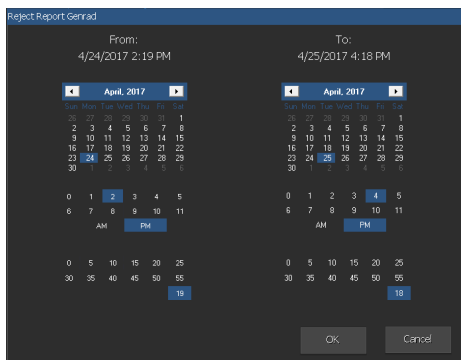 Reject Report Genrad
From: To:
4/24/2017 2:19 PM 4/25/2017 4:18 PM
April, 2017 April, 2017
Sun Mon Tue Wed Thu Fri Sat Sun Mon Tue Wed Thu Fri Sat
26 27 28 29 30 31 1 26 27 28 29 30 31 1
2 3 4 5 6 7 8 2 3 4 5 6 7 8
9 10 11 12 13 14 15 9 10 11 12 13 14 15
16 17 18 19 20 21 22 16 17 18 19 20 21 22
23 24 25 26 27 28 29 23 24 25 26 27 28 29
30 1 2 3 4 5 6 30 1 2 3 4 5 6
0 1 2 3 4 5 0 1 2 3 4 5
6 7 8 9 10 11 6 7 8 9 10 11
AM PM AM PM
0 5 10 15 20 25 0 5 10 15 20 25
30 35 40 45 50 55 30 35 40 45 50 55
19 18
OK Cancel